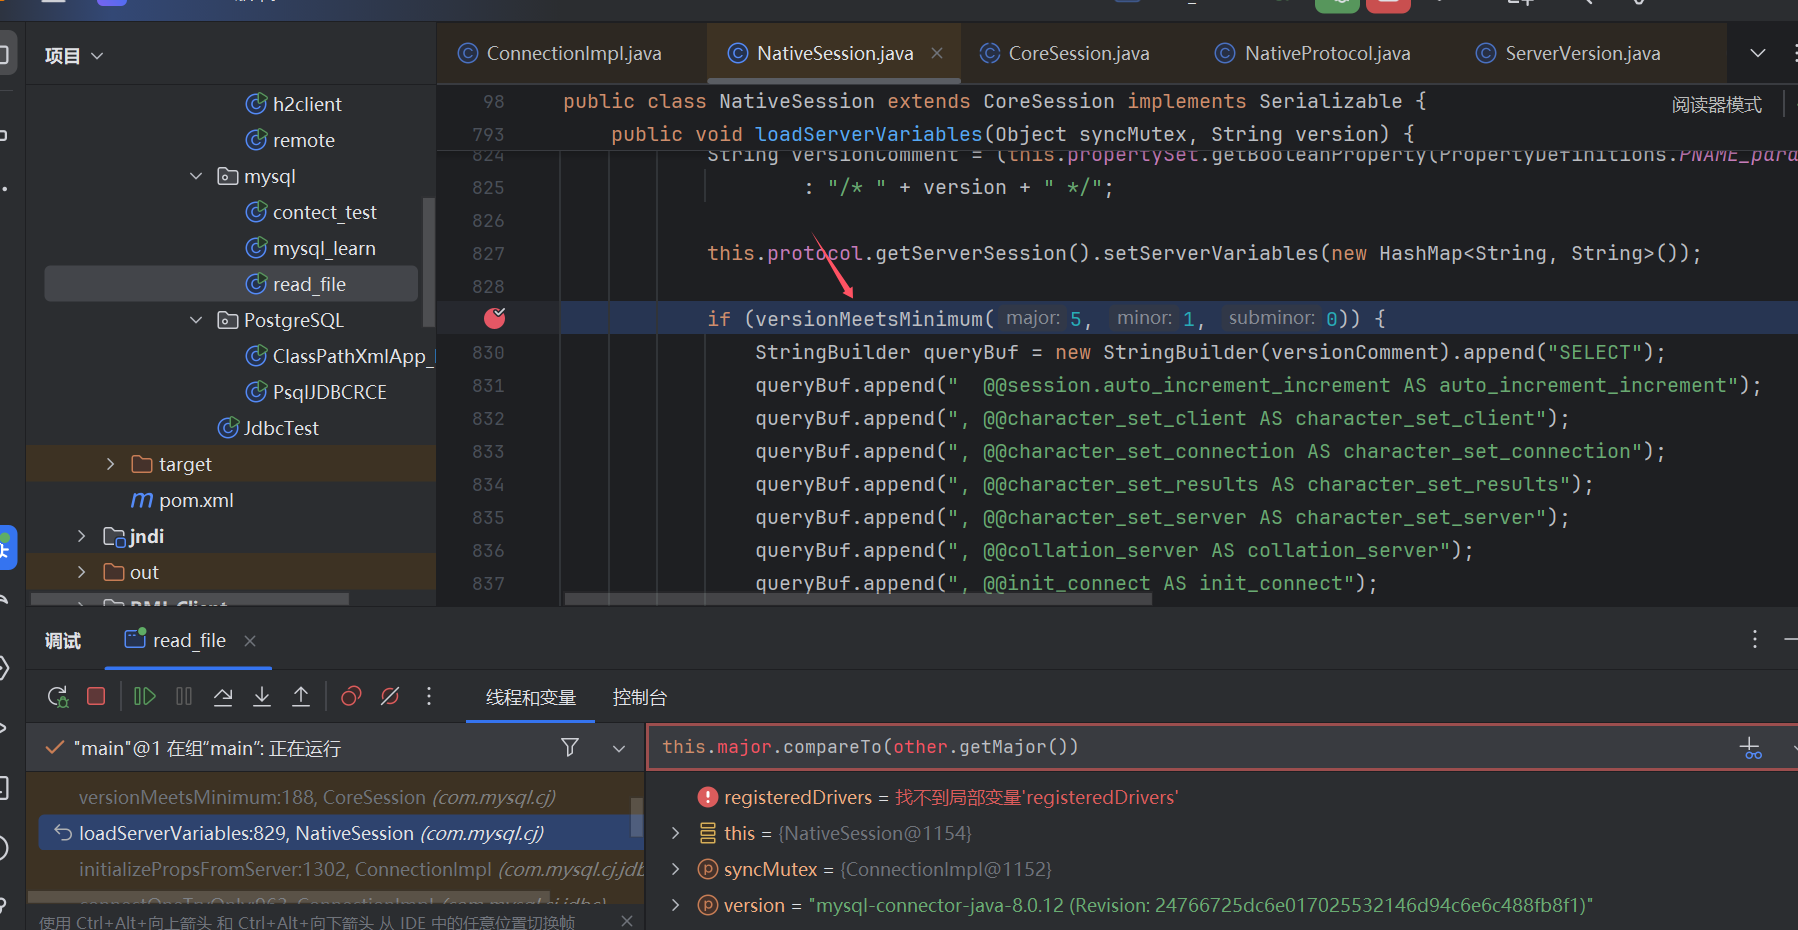 项目
ConnectionImpl.java
NativeSession.java
CoreSession.java
NativeProtocol.java
ServerVersion.java
h2client
remote
mysql
contect_test
mysql_learn
read_file
PostgreSQL
ClassPathXmlApp_
PsqlJDBCRCE
JdbcTest
target
pom.xml
jndi
out
RMI Client
阅读器模式
98 public class NativeSession extends CoreSession implements Serializable {
793 public void loadServerVariables(Object syncMutex, String version) {
824 String versionComment = (this.propertySet.getBooleanProperty(PropertyDefinitions.PNAME_para
825 : "/* " + version + " */";
826
827 this.protocol.getServerSession().setServerVariables(new HashMap<String, String>());
828
if (versionMeetsMinimum( major: 5, minor: 1, subminor: 0)) {
830 StringBuilder queryBuf = new StringBuilder(versionComment).append("SELECT");
831 queryBuf.append("  @@session.auto_increment_increment AS auto_increment_increment");
832 queryBuf.append(", @@character_set_client AS character_set_client");
833 queryBuf.append(", @@character_set_connection AS character_set_connection");
834 queryBuf.append(", @@character_set_results AS character_set_results");
835 queryBuf.append(", @@character_set_server AS character_set_server");
836 queryBuf.append(", @@collation_server AS collation_server");
837 queryBuf.append(", @@init_connect AS init_connect");
调试 read_file
线程和变量 控制台
"main"@1 在组“main”: 正在运行
versionMeetsMinimum:188, CoreSession (com.mysql.cj)
loadServerVariables:829, NativeSession (com.mysql.cj)
initializePropsFromServer:1302, ConnectionImpl (com.mysql.cj.jdb
connectOneTryOnly:963, ConnectionImpl (com.mysql.cj.jdbc)
使用 Ctrl+Alt+向上箭头 和 Ctrl+Alt+向下箭头 从 IDE 中的任意位置切换帧
this.major.compareTo(other.getMajor())
registeredDrivers = 找不到局部变量'registeredDrivers'
this = {NativeSession@1154}
syncMutex = {ConnectionImpl@1152}
version = "mysql-connector-java-8.0.12 (Revision: 24766725dc6e017025532146d94c6e6c488fb8f1)"